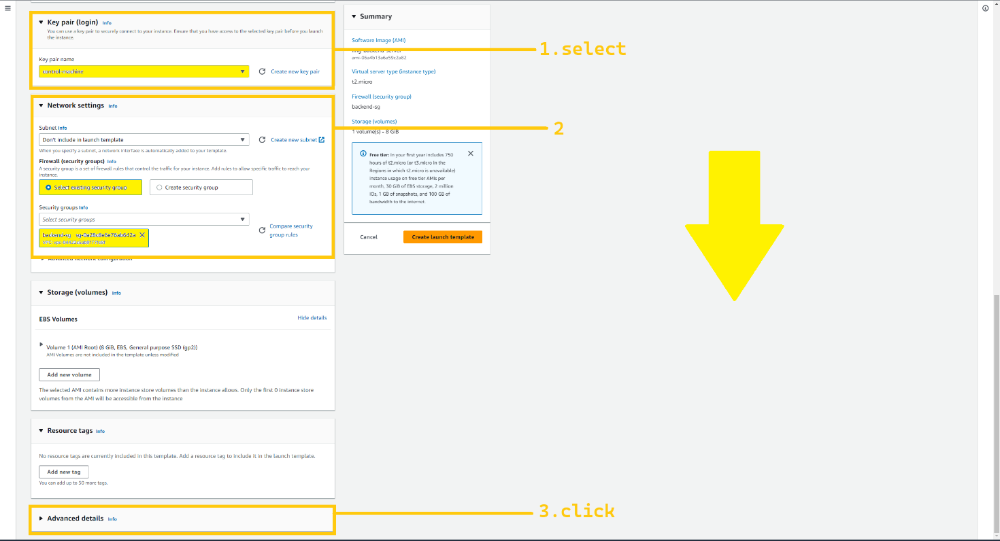 Key pair (login) Info
You can use a key pair to securely connect to your instance. Ensure that you have access to the selected key pair before you launch
the instance.
Key pair name
control-machine
Create new key pair
1.select
Network settings Info
Subnet Info
Don't include in launch template
Create new subnet
When you specify a subnet, a network interface is automatically added to your template.
Firewall (security groups) Info
A security group is a set of firewall rules that control the traffic for your instance. Add rules to allow specific traffic to reach your
instance.
Select existing security group
Create security group
Security groups Info
Select security groups
Compare security
group rules
backend-sg sg-0a28c8e6e76ab642a
VPC: vpc-04422c5ab9f77fe8f
2
Advanced network configuration
Storage (volumes) Info
EBS Volumes
Hide details
Volume 1 (AMI Root) (8 GiB, EBS, General purpose SSD (gp2))
AMI Volumes are not included in the template unless modified
Add new volume
The selected AMI contains more instance store volumes than the instance allows. Only the first 0 instance store
volumes from the AMI will be accessible from the instance
Resource tags Info
No resource tags are currently included in this template. Add a resource tag to include it in the launch template.
Add new tag
You can add up to 50 more tags.
Advanced details Info
3.click
Summary
Software Image (AMI)
img-backend-server
ami-06a4b13a6a59c2a82
Virtual server type (instance type)
t2.micro
Firewall (security group)
backend-sg
Storage (volumes)
1 volume(s) - 8 GiB
Free tier: In your first year includes 750
hours of t2.micro (or t3.micro in the
Regions in which t2.micro is unavailable)
instance usage on free tier AMIs per
month, 30 GiB of EBS storage, 2 million
IOs, 1 GB of snapshots, and 100 GB of
bandwidth to the internet.
Cancel
Create launch template